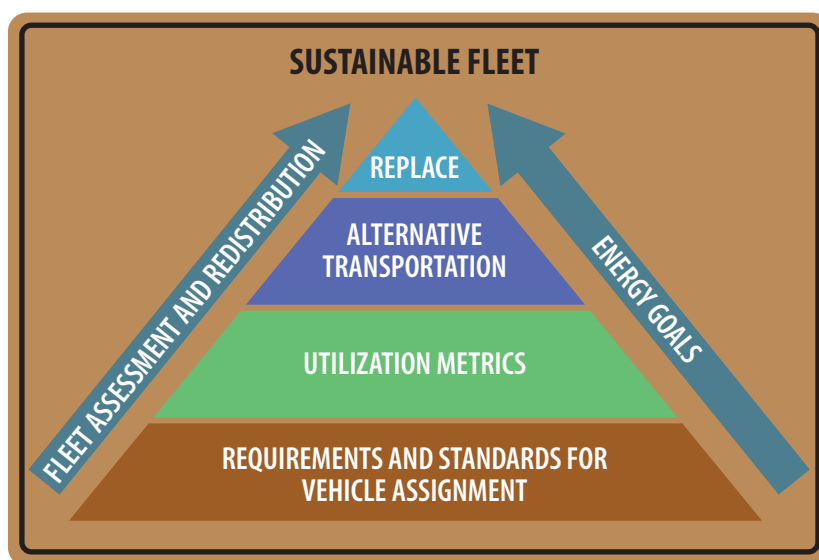 SUSTAINABLE FLEET
FLEET ASSESSMENT AND REDISTRIBUTION
ENERGY GOALS
REPLACE
ALTERNATIVE
TRANSPORTATION
UTILIZATION METRICS
REQUIREMENTS AND STANDARDS FOR
VEHICLE ASSIGNMENT